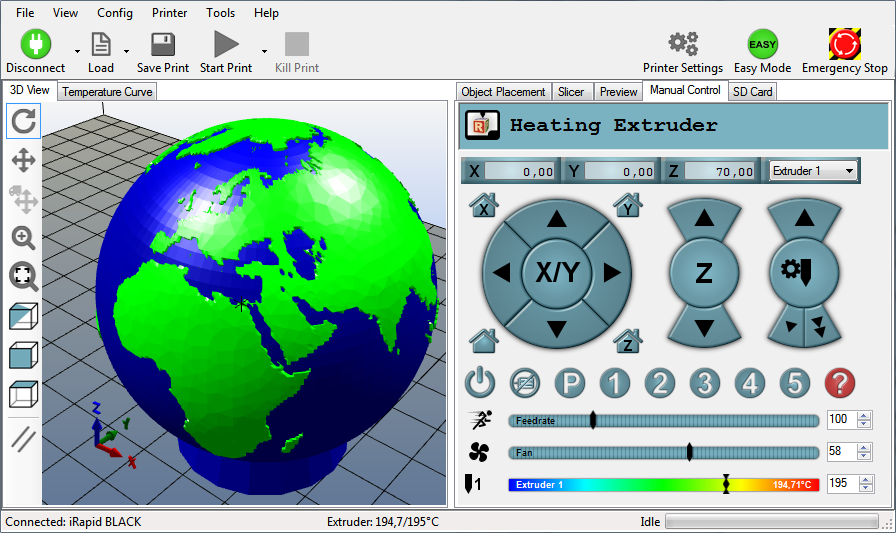 File View Config Printer Tools Help
Disconnect Load Save Print Start Print Kill Print Printer Settings EASY Easy Mode Emergency Stop
3D View Temperature Curve Object Placement Slicer Preview Manual Control SD Card
R Heating Extruder
X 0,00 Y 0,00 Z 70,00 Extruder 1
X Y
X/Y Z
Z
P 1 2 3 4 5 ?
Feedrate 100
Fan 58
1 Extruder 1 194,71°C 195
Z Y X
Connected: iRapid BLACK Extruder: 194,7/195°C Idle